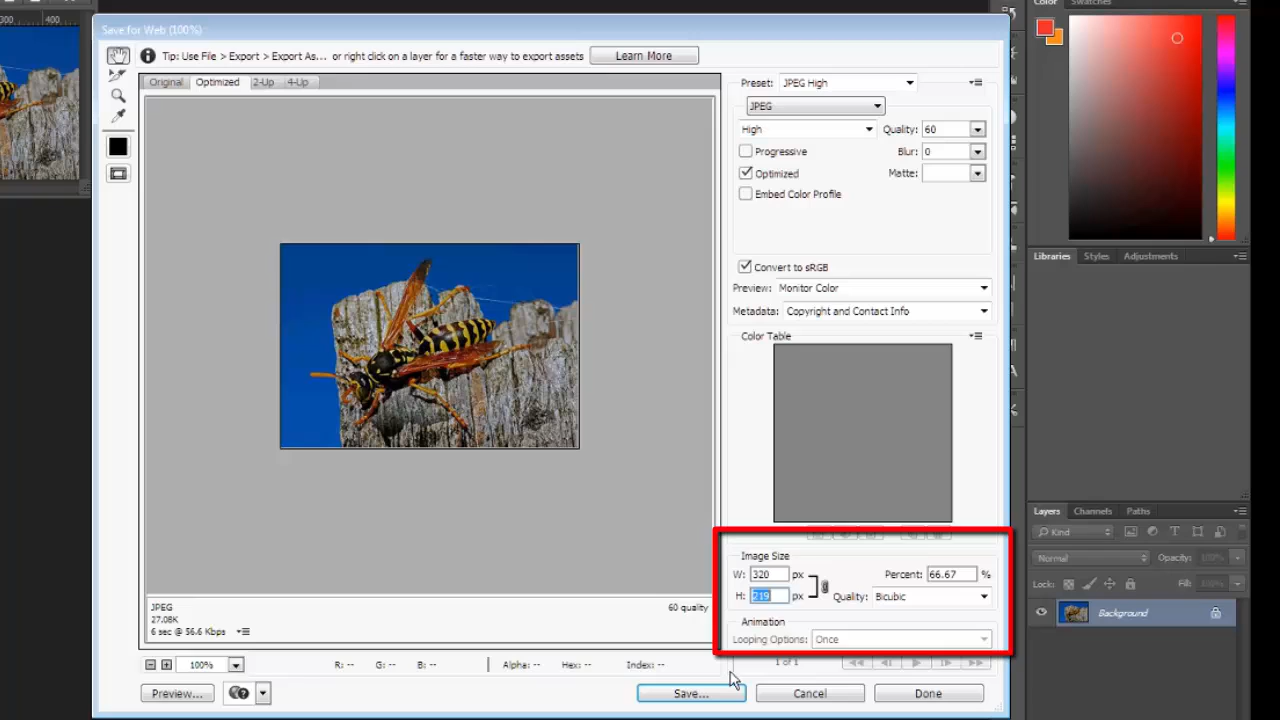 300
400
Color
Swatches
Save for Web (100%)
Tip: Use File > Export > Export As... or right click on a layer for a faster way to export assets
Learn More
Original Optimized 2-Up 4-Up
Preset: JPEG High
JPEG
High Quality: 60
Progressive Blur: 0
Optimized Matte:
Embed Color Profile
Convert to sRGB
Preview: Monitor Color
Metadata: Copyright and Contact Info
Color Table
Libraries Styles Adjustments
Layers Channels Paths
Kind
Normal Opacity: 100%
Lock: Fill: 100%
Background
Image Size
W: 320 px Percent: 66.67 %
H: 219 px Quality: Bicubic
Animation
Looping Options: Once
1 of 1
JPEG 60 quality
27.08K
6 sec @ 56.6 Kbps
100% R: -- G: -- B: -- Alpha: -- Hex: -- Index: --
Preview... Save... Cancel Done